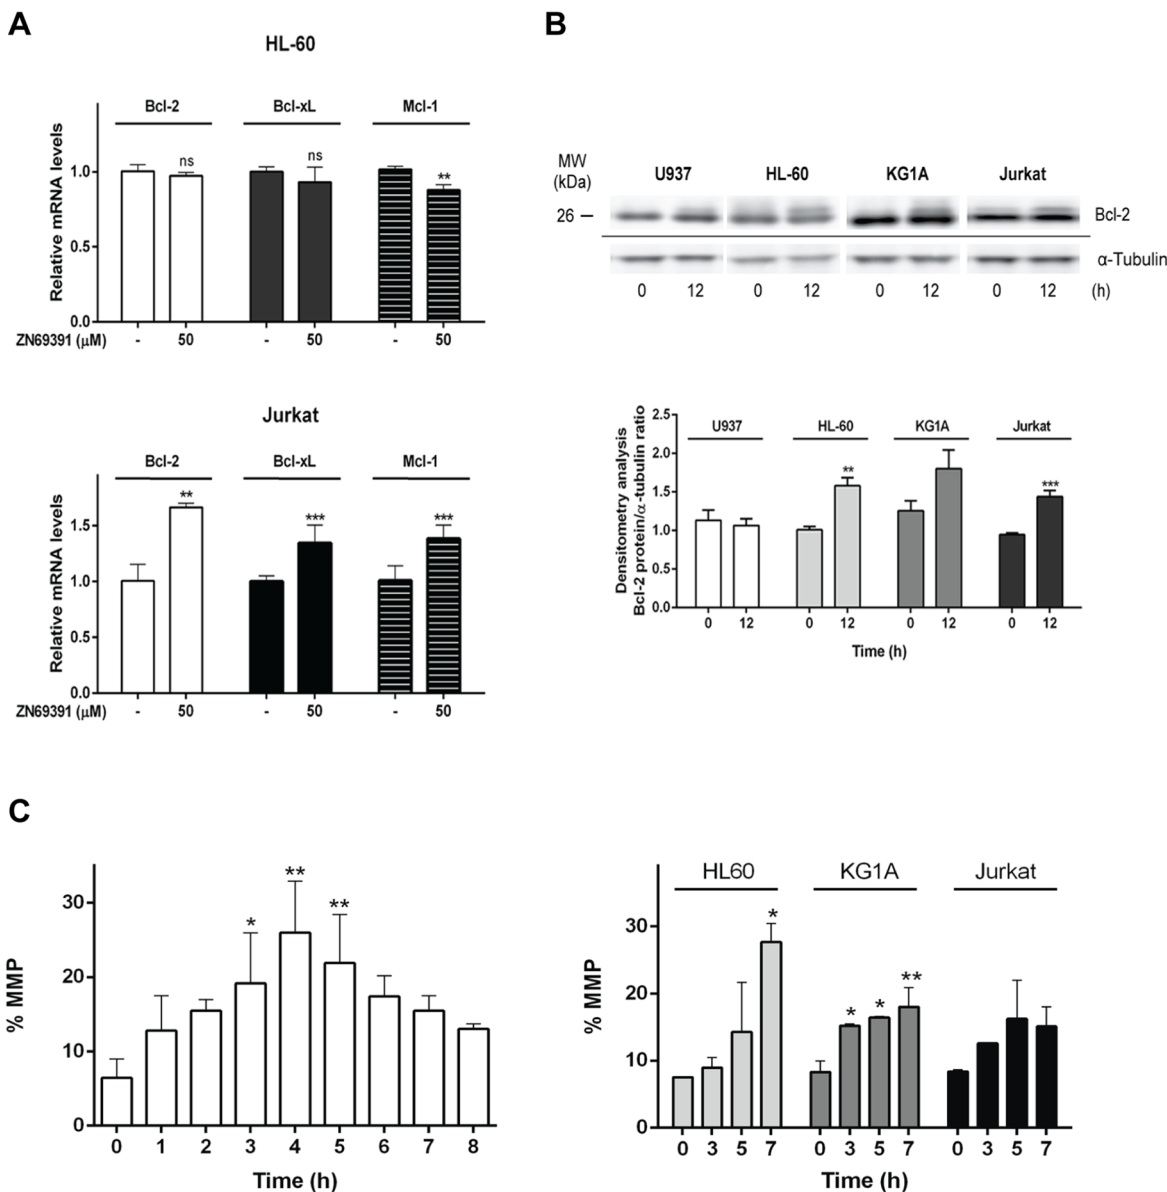 A
HL-60
Bcl-2 Bcl-xL Mcl-1
Relative mRNA levels
1.0
0.5
0.0
ns ns **
ZN69391 (μM) - 50 - 50 - 50
Jurkat
Bcl-2 Bcl-xL Mcl-1
Relative mRNA levels
1.5
1.0
0.5
0.0
** *** ***
ZN69391 (μM) - 50 - 50 - 50
B
MW
(kDa)
U937 HL-60 KG1A Jurkat
26 Bcl-2
α-Tubulin
0 12 0 12 0 12 0 12 (h)
Densitometry analysis
Bcl-2 protein/α-tubulin ratio
2.5
2.0
1.5
1.0
0.5
0.0
U937 HL-60 KG1A Jurkat
** ***
0 12 0 12 0 12 0 12
Time (h)
C
% MMP
30
20
10
0
* ** **
0 1 2 3 4 5 6 7 8
Time (h)
HL60 KG1A Jurkat
% MMP
30
20
10
0
* * * **
0 3 5 7 0 3 5 7 0 3 5 7
Time (h)